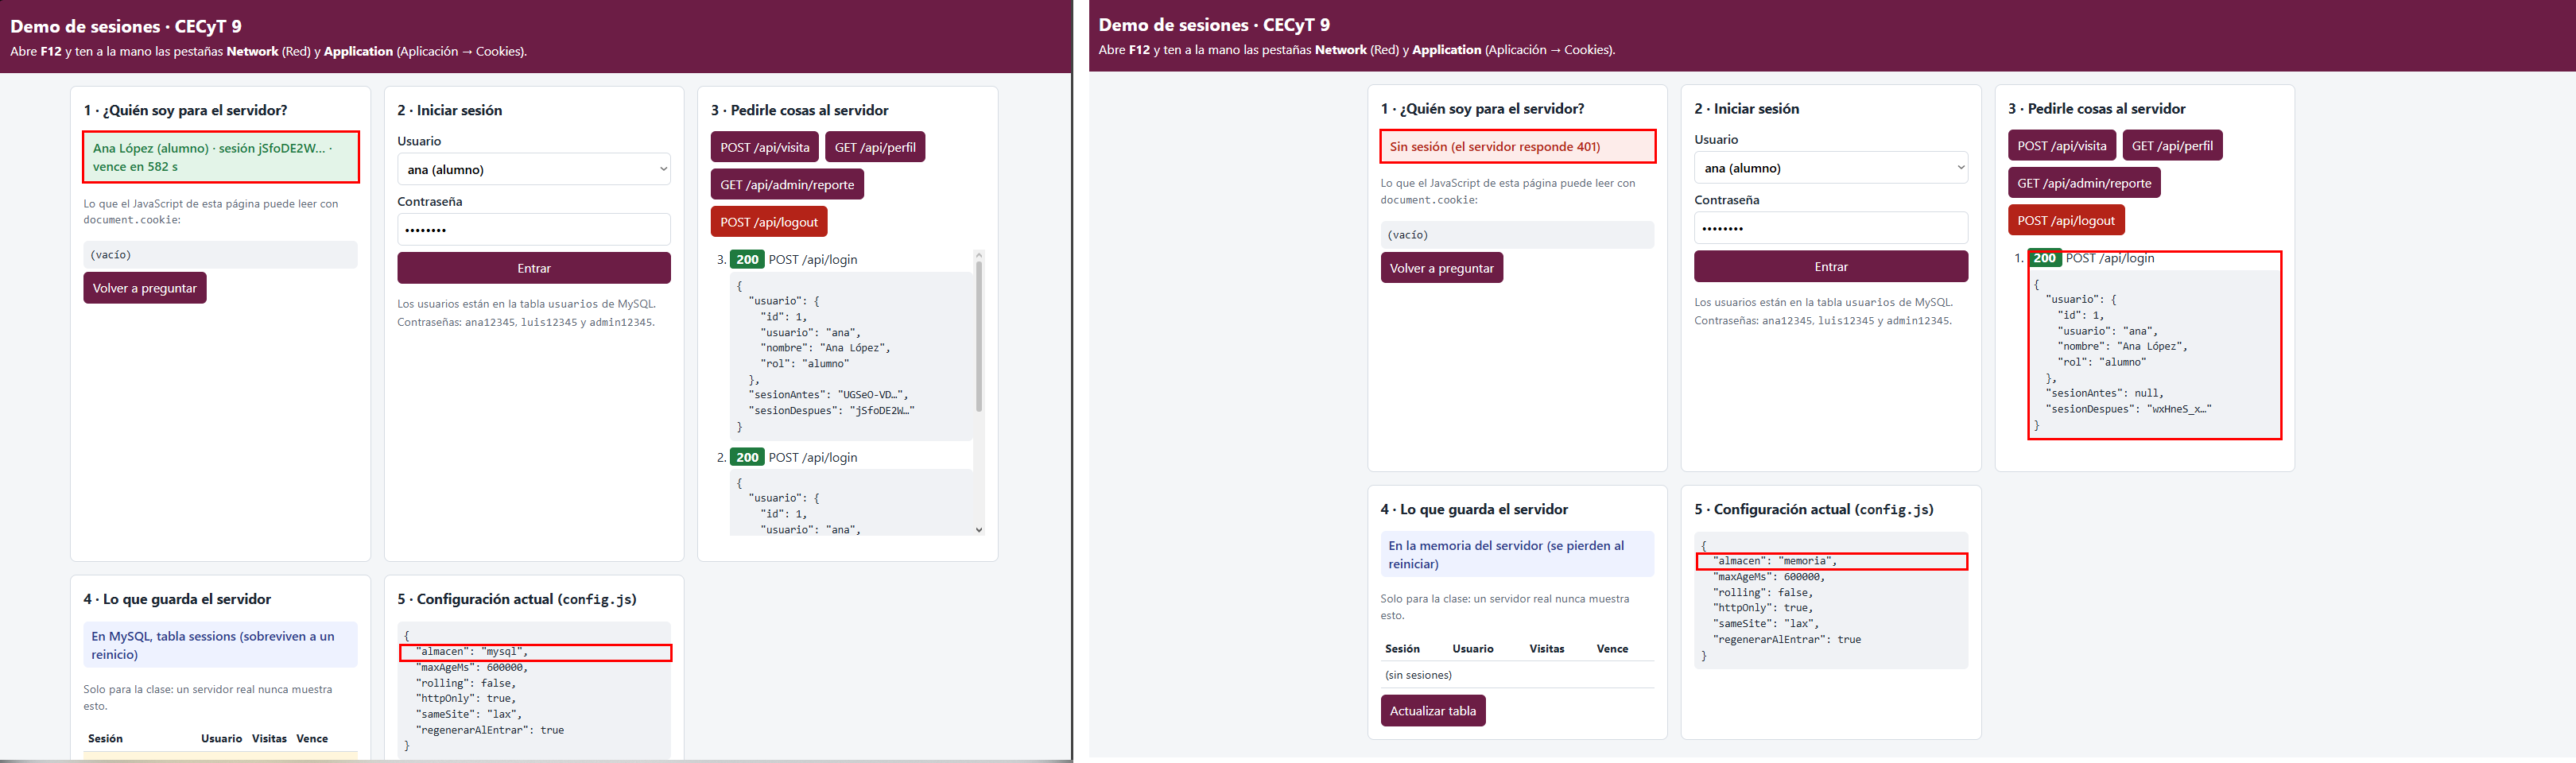 Demo de sesiones · CECyT 9
Abre F12 y ten a la mano las pestañas Network (Red) y Application (Aplicación → Cookies).
1 · ¿Quién soy para el servidor?
Ana López (alumno) · sesión jSfoDE2W… ·
vence en 582 s
Lo que el JavaScript de esta página puede leer con
document.cookie:
(vacío)
Volver a preguntar
2 · Iniciar sesión
Usuario
ana (alumno)
Contraseña
••••••••
Entrar
Los usuarios están en la tabla usuarios de MySQL.
Contraseñas: ana12345, luis12345 y admin12345.
3 · Pedirle cosas al servidor
POST /api/visita
GET /api/perfil
GET /api/admin/reporte
POST /api/logout
3. 200 POST /api/login
{
"usuario": {
"id": 1,
"usuario": "ana",
"nombre": "Ana López",
"rol": "alumno"
},
"sesionAntes": "UGSeO-VD…",
"sesionDespues": "jSfoDE2W…"
}
2. 200 POST /api/login
{
"usuario": {
"id": 1,
"usuario": "ana",
4 · Lo que guarda el servidor
En MySQL, tabla sessions (sobreviven a un
reinicio)
Solo para la clase: un servidor real nunca muestra
esto.
Sesión Usuario Visitas Vence
5 · Configuración actual (config.js)
{
"almacen": "mysql",
"maxAgeMs": 600000,
"rolling": false,
"httpOnly": true,
"sameSite": "lax",
"regenerarAlEntrar": true
}
Demo de sesiones · CECyT 9
Abre F12 y ten a la mano las pestañas Network (Red) y Application (Aplicación → Cookies).
1 · ¿Quién soy para el servidor?
Sin sesión (el servidor responde 401)
Lo que el JavaScript de esta página puede leer con
document.cookie:
(vacío)
Volver a preguntar
2 · Iniciar sesión
Usuario
ana (alumno)
Contraseña
••••••••
Entrar
Los usuarios están en la tabla usuarios de MySQL.
Contraseñas: ana12345, luis12345 y admin12345.
3 · Pedirle cosas al servidor
POST /api/visita
GET /api/perfil
GET /api/admin/reporte
POST /api/logout
1. 200 POST /api/login
{
"usuario": {
"id": 1,
"usuario": "ana",
"nombre": "Ana López",
"rol": "alumno"
},
"sesionAntes": null,
"sesionDespues": "wxHneS_x…"
}
4 · Lo que guarda el servidor
En la memoria del servidor (se pierden al
reiniciar)
Solo para la clase: un servidor real nunca muestra
esto.
Sesión Usuario Visitas Vence
(sin sesiones)
Actualizar tabla
5 · Configuración actual (config.js)
{
"almacen": "memoria",
"maxAgeMs": 600000,
"rolling": false,
"httpOnly": true,
"sameSite": "lax",
"regenerarAlEntrar": true
}